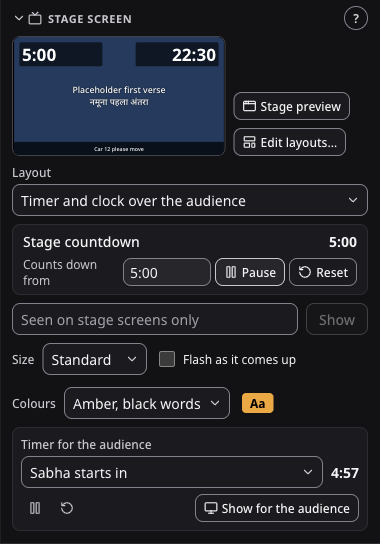 STAGE SCREEN
?
5:00 22:30
Placeholder first verse
नमूना पहला अंतरा
Car 12 please move
Stage preview
Edit layouts...
Layout
Timer and clock over the audience
Stage countdown 5:00
Counts down from
5:00 Pause Reset
Seen on stage screens only Show
Size Standard Flash as it comes up
Colours Amber, black words Aa
Timer for the audience
Sabha starts in 4:57
Show for the audience